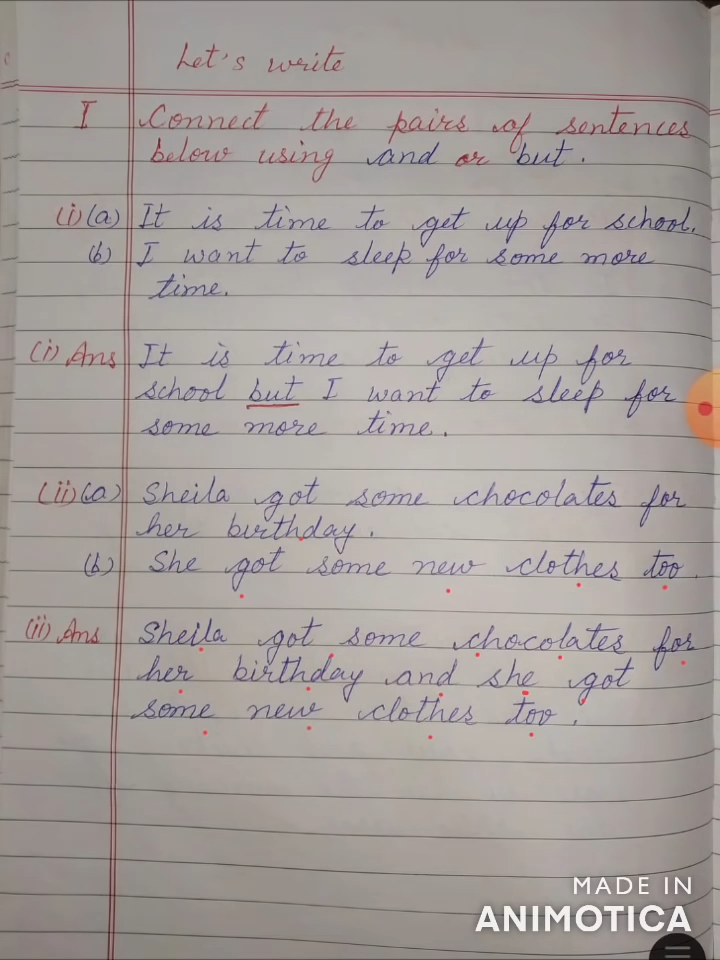 Let's write
I Connect the pairs of sentences
below using and or but.
(i) (a) It is time to get up for school.
(b) I want to sleep for some more
time.
(i) Ans It is time to get up for
school but I want to sleep for
some more time.
(ii) (a) Sheila got some chocolates for
her birthday.
(b) She got some new clothes too.
(ii) Ans Sheila got some chocolates for
her birthday and she got
some new clothes too.
MADE IN
ANIMOTICA